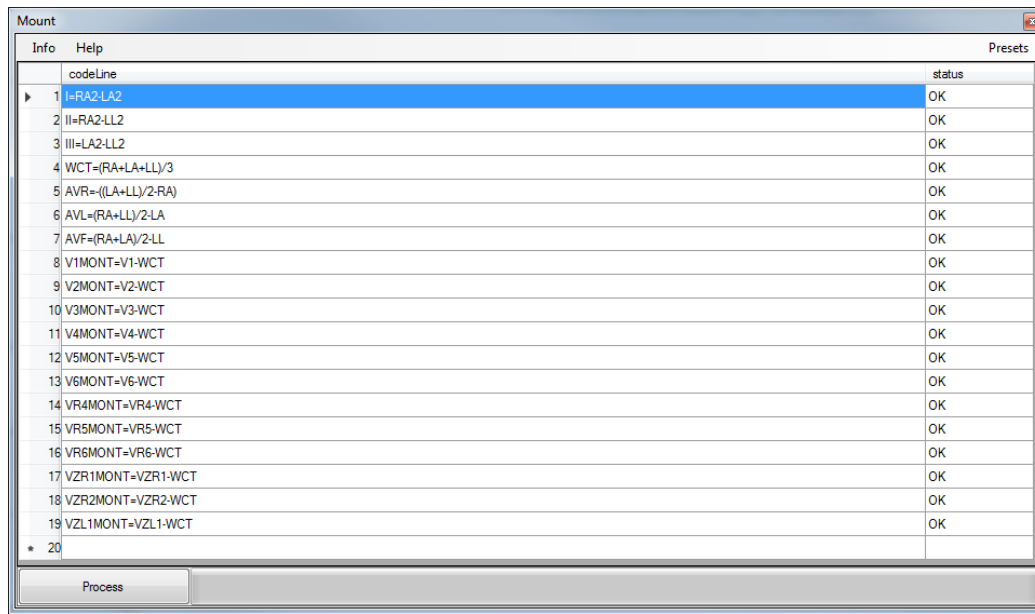 Mount
Info Help Presets
codeLine status
1 I=RA2-LA2 OK
2 II=RA2-LL2 OK
3 III=LA2-LL2 OK
4 WCT=(RA+LA+LL)/3 OK
5 AVR=-((LA+LL)/2-RA) OK
6 AVL=(RA+LL)/2-LA OK
7 AVF=(RA+LA)/2-LL OK
8 V1MONT=V1-WCT OK
9 V2MONT=V2-WCT OK
10 V3MONT=V3-WCT OK
11 V4MONT=V4-WCT OK
12 V5MONT=V5-WCT OK
13 V6MONT=V6-WCT OK
14 VR4MONT=VR4-WCT OK
15 VR5MONT=VR5-WCT OK
16 VR6MONT=VR6-WCT OK
17 VZR1MONT=VZR1-WCT OK
18 VZR2MONT=VZR2-WCT OK
19 VZL1MONT=VZL1-WCT OK
* 20
Process